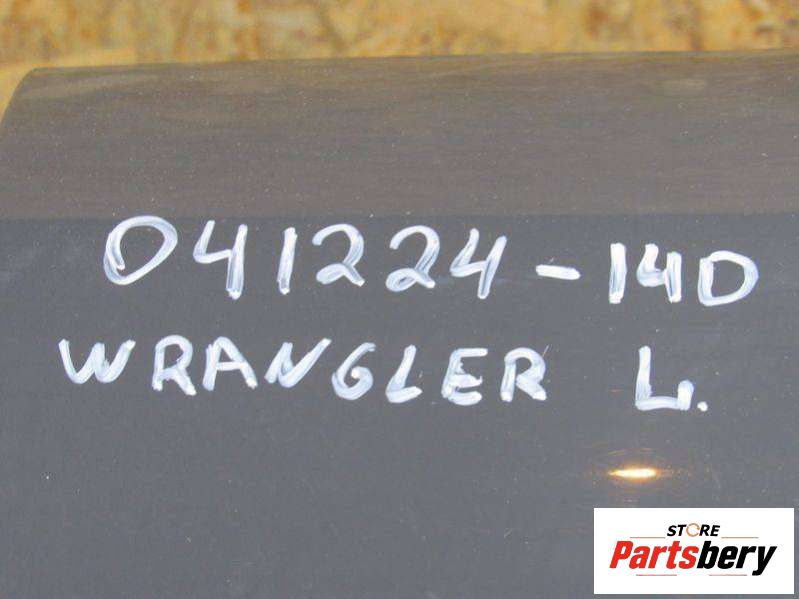 041224-14D
WRANGLER L.
STORE
Partsbery